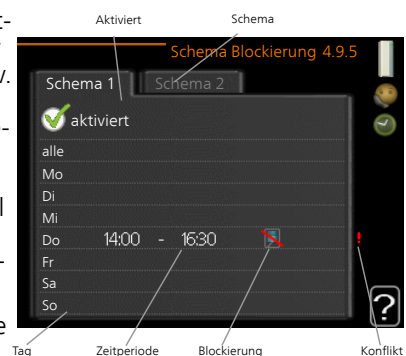 Aktiviert Schema
Schema Blockierung 4.9.5
Schema 1 Schema 2
aktiviert
alle
Mo
Di
Mi
Do 14:00 - 16:30 !
Fr
Sa
So
?
Tag Zeitperiode Blockierung Konflikt